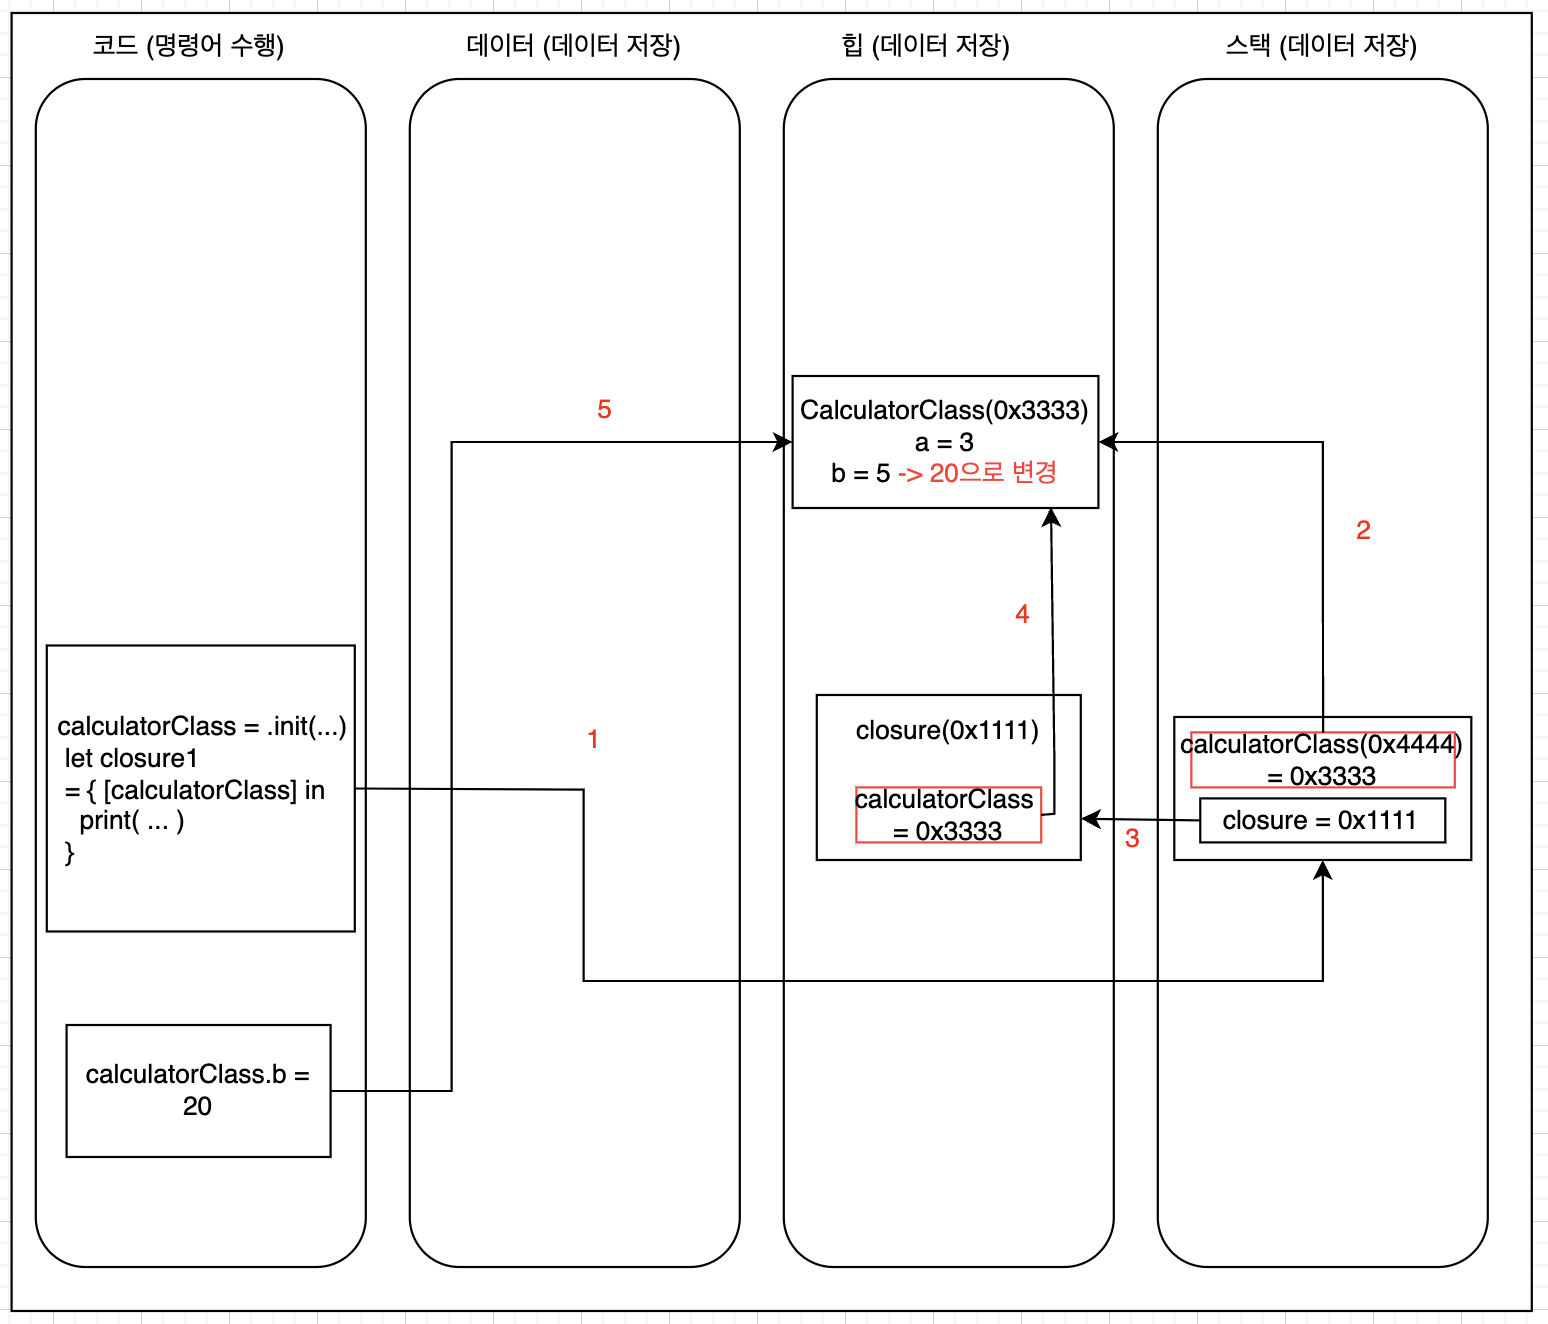 코드 (명령어 수행)
데이터 (데이터 저장)
힙 (데이터 저장)
스택 (데이터 저장)
CalculatorClass(0x3333)
a = 3
b = 5 -> 20으로 변경
5
2
4
calculatorClass = .init(...)
let closure1
= { [calculatorClass] in
print( ... )
}
1
closure(0x1111)
calculatorClass
= 0x3333
3
calculatorClass(0x4444)
= 0x3333
closure = 0x1111
calculatorClass.b =
20